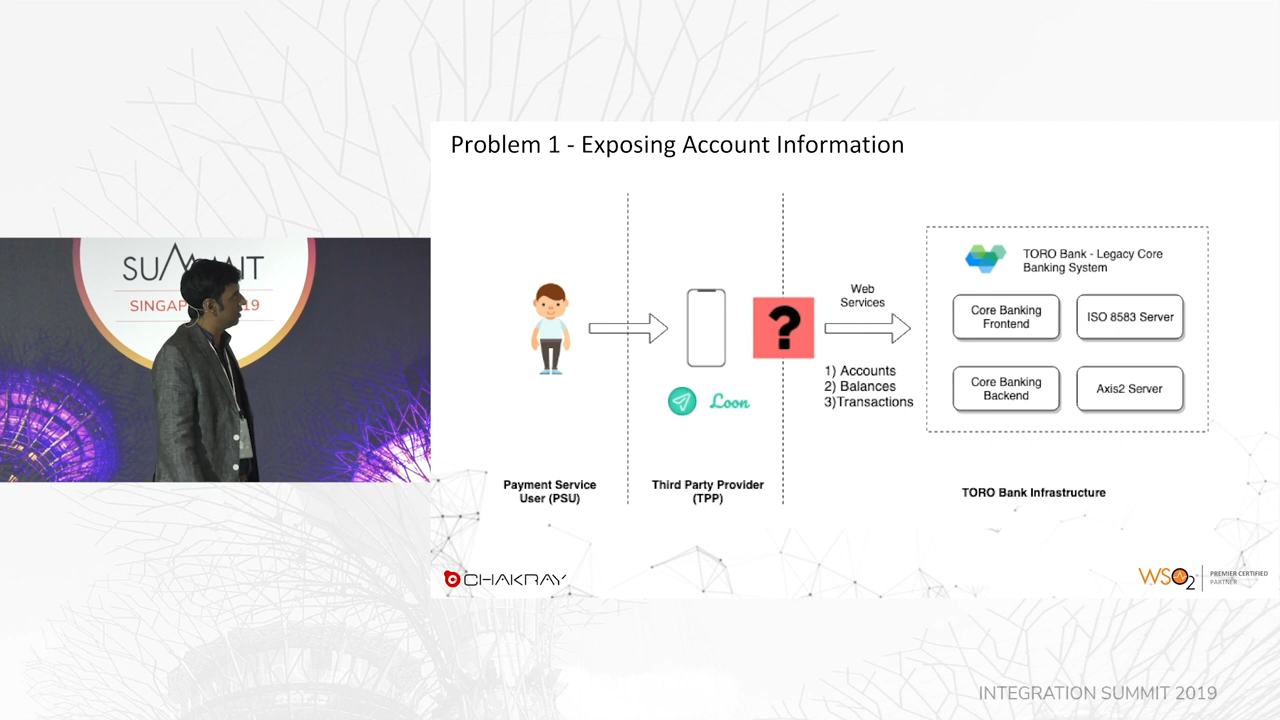 Problem 1 - Exposing Account Information
SUMMIT
SINGAP 19
Web
Services
1) Accounts
2) Balances
3)Transactions
TORO Bank - Legacy Core
Banking System
Core Banking
Frontend
ISO 8583 Server
Core Banking
Backend
Axis2 Server
?
Loon
Payment Service
User (PSU)
Third Party Provider
(TPP)
TORO Bank Infrastructure
CHAKRAY
WSO2
PREMIER CERTIFIED
PARTNER
INTEGRATION SUMMIT 2019